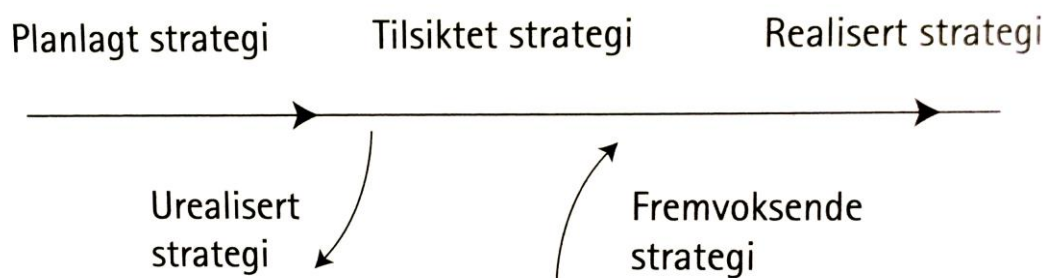 Planlagt strategi Tilsiktet strategi Realisert strategi
Urealisert
strategi
Fremvoksende
strategi